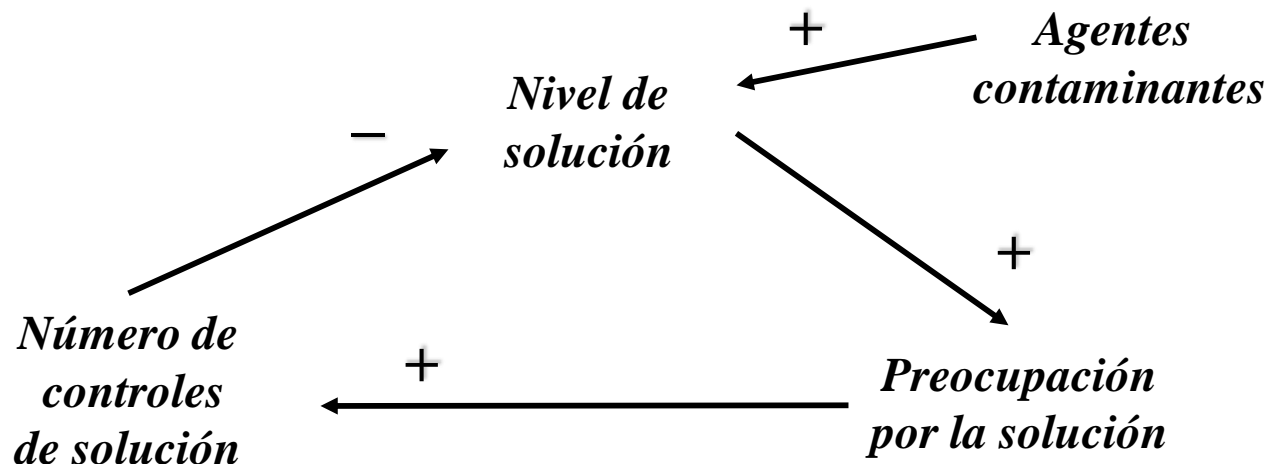 +
Agentes
contaminantes
Nivel de
solución
−
+
Número de
controles
de solución
+
Preocupación
por la solución